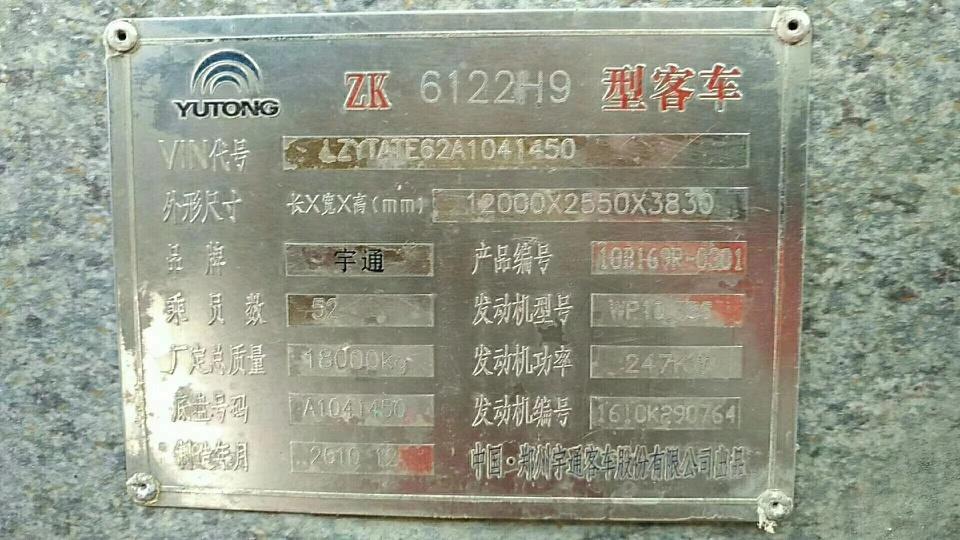 YUTONG
ZK 6122H9 型客车
VIN代号 LZYTATE62A1041450
外形尺寸 长X宽X高(mm) 12000X2550X3830
品牌 宇通 产品编号
乘员数 52 发动机型号
厂定总质量 18000Kg 发动机功率
底盘号码 A1041450 发动机编号 1610K290764
制造年月 2010 12 中国·郑州宇通客车股份有限公司出品